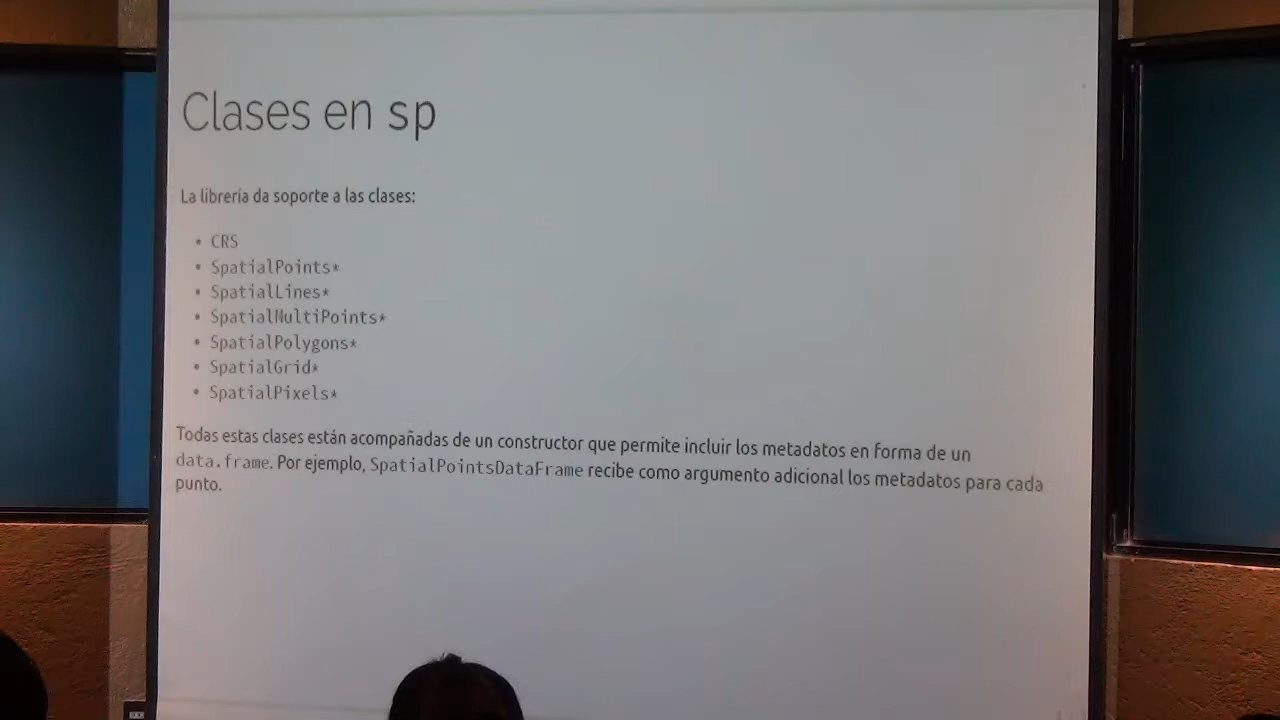 Clases en sp
La librería da soporte a las clases:
• CRS
• SpatialPoints*
• SpatialLines*
• SpatialMultiPoints*
• SpatialPolygons*
• SpatialGrid*
• SpatialPixels*
Todas estas clases están acompañadas de un constructor que permite incluir los metadatos en forma de un
data.frame. Por ejemplo, SpatialPointsDataFrame recibe como argumento adicional los metadatos para cada
punto.